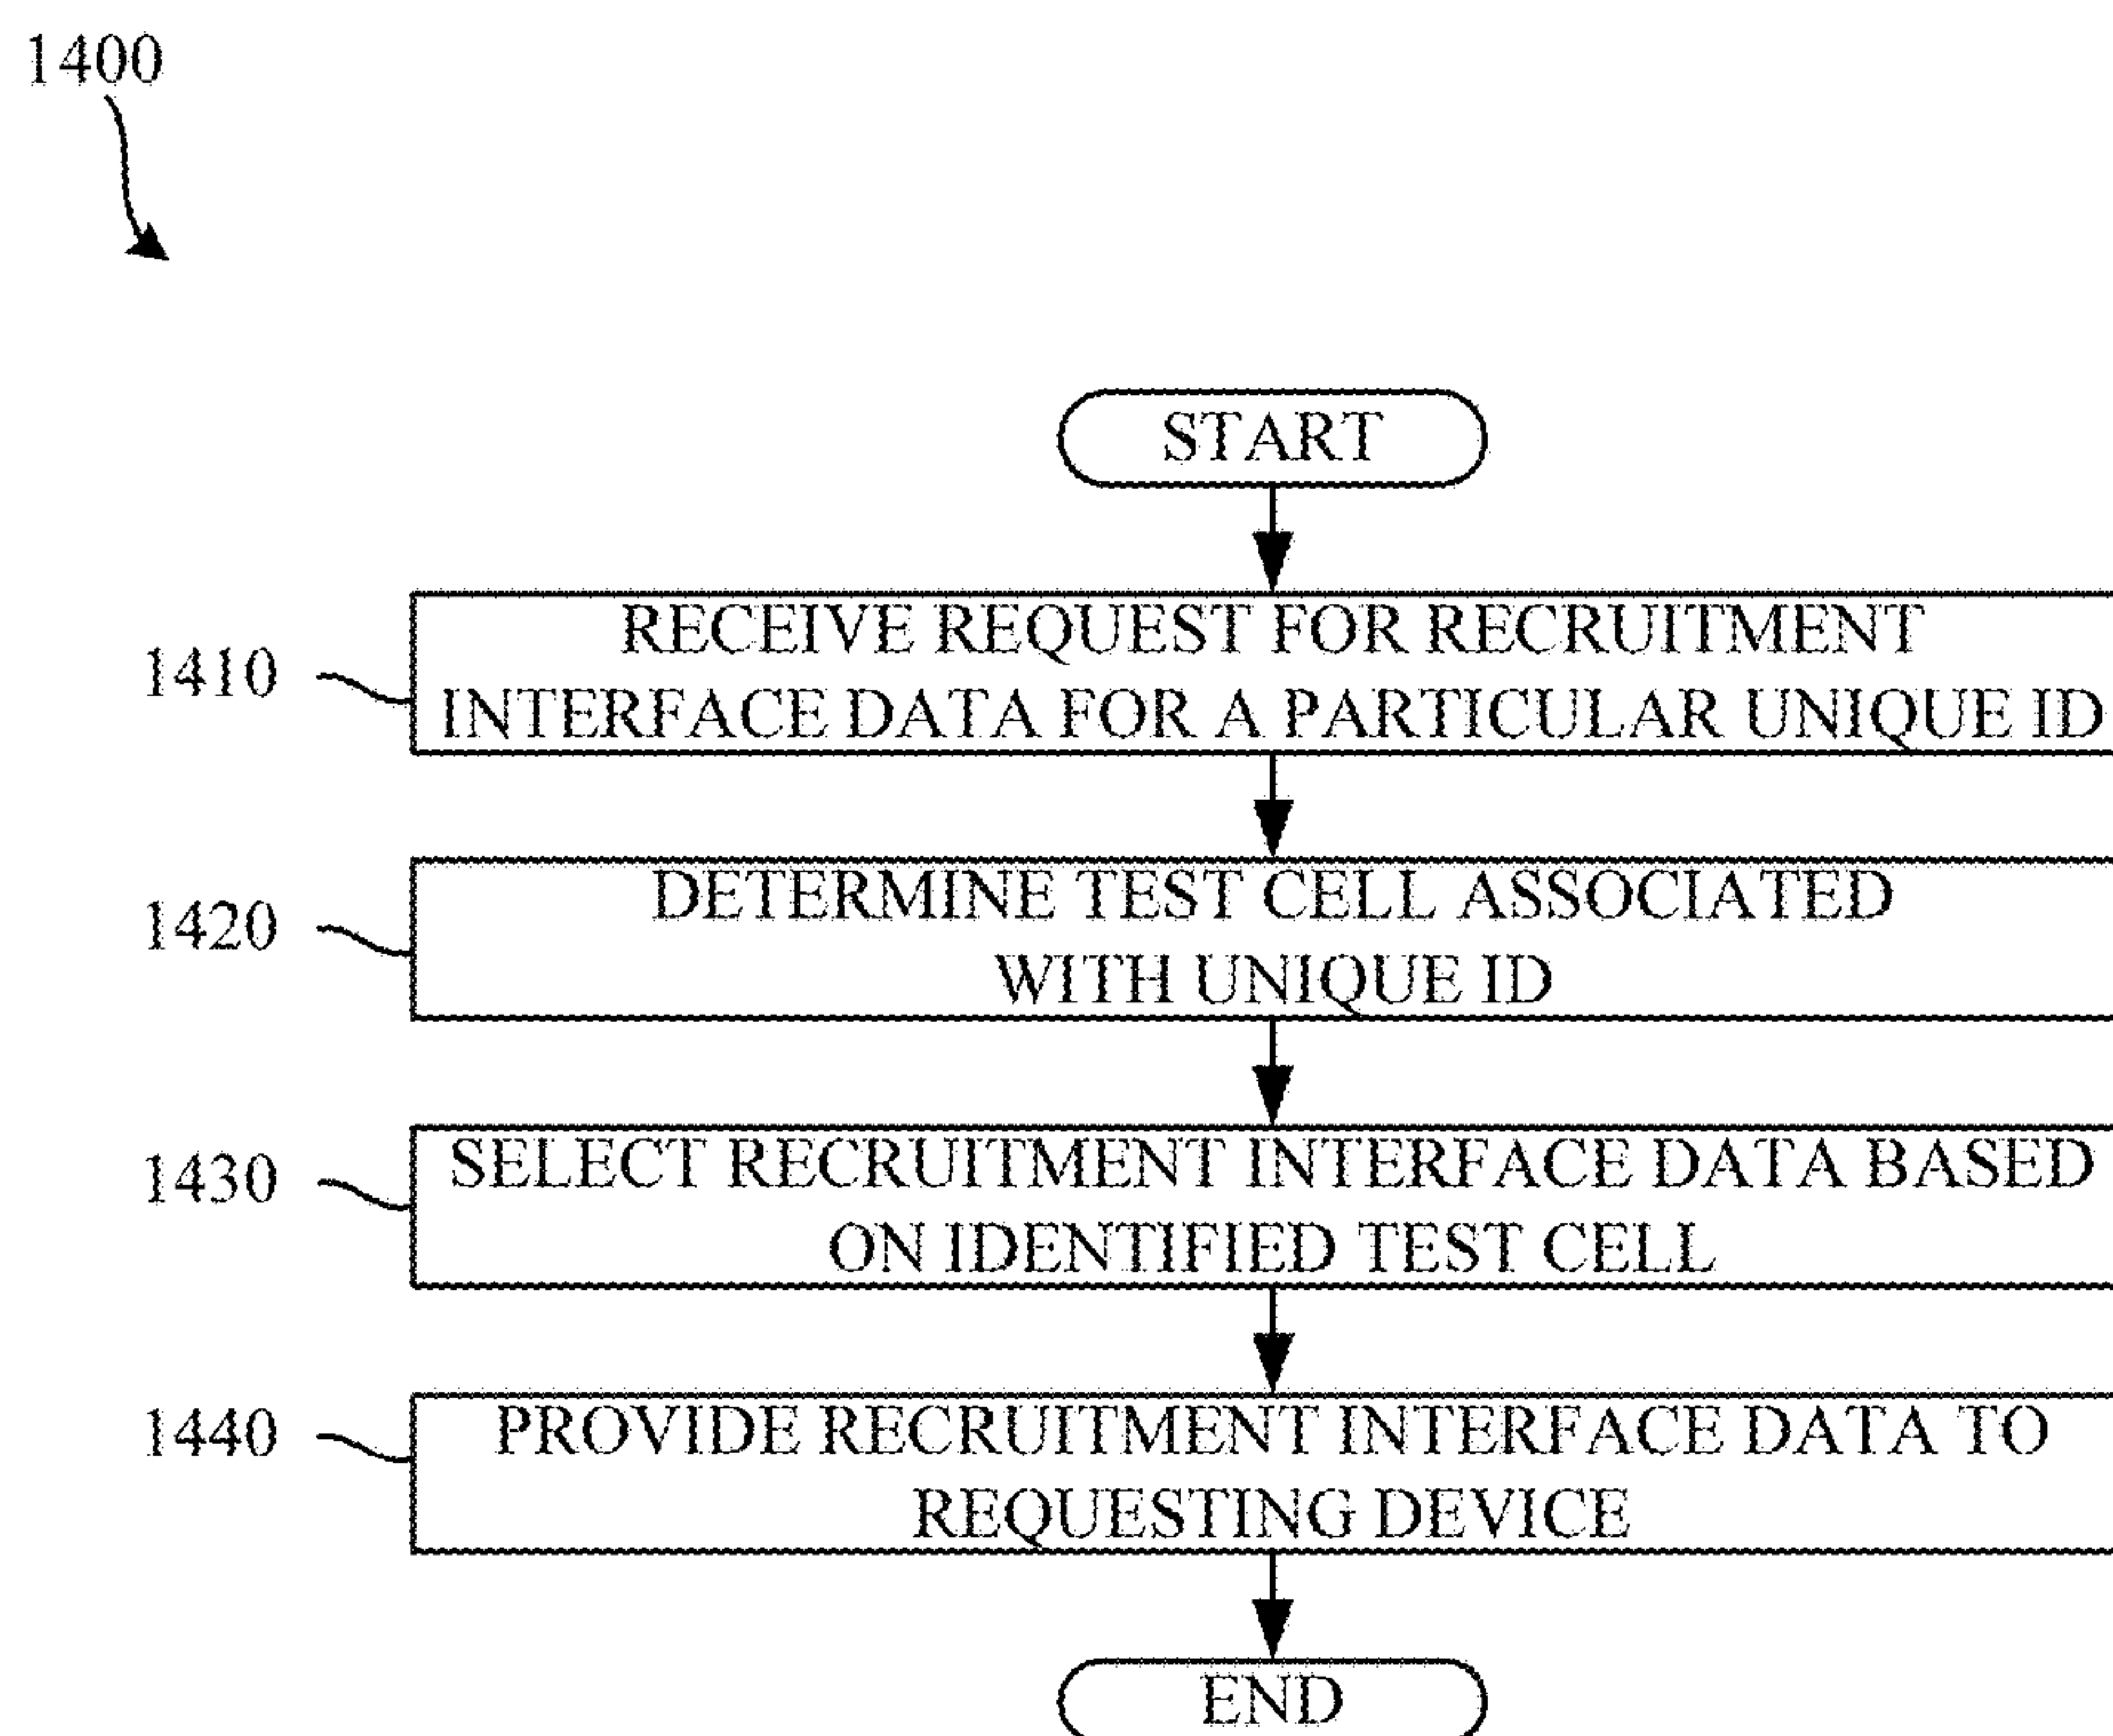 1400
START
1410
RECEIVE REQUEST FOR RECRUITMENT
INTERFACE DATA FOR A PARTICULAR UNIQUE ID
1420
DETERMINE TEST CELL ASSOCIATED
WITH UNIQUE ID
1430
SELECT RECRUITMENT INTERFACE DATA BASED
ON IDENTIFIED TEST CELL
1440
PROVIDE RECRUITMENT INTERFACE DATA TO
REQUESTING DEVICE
END